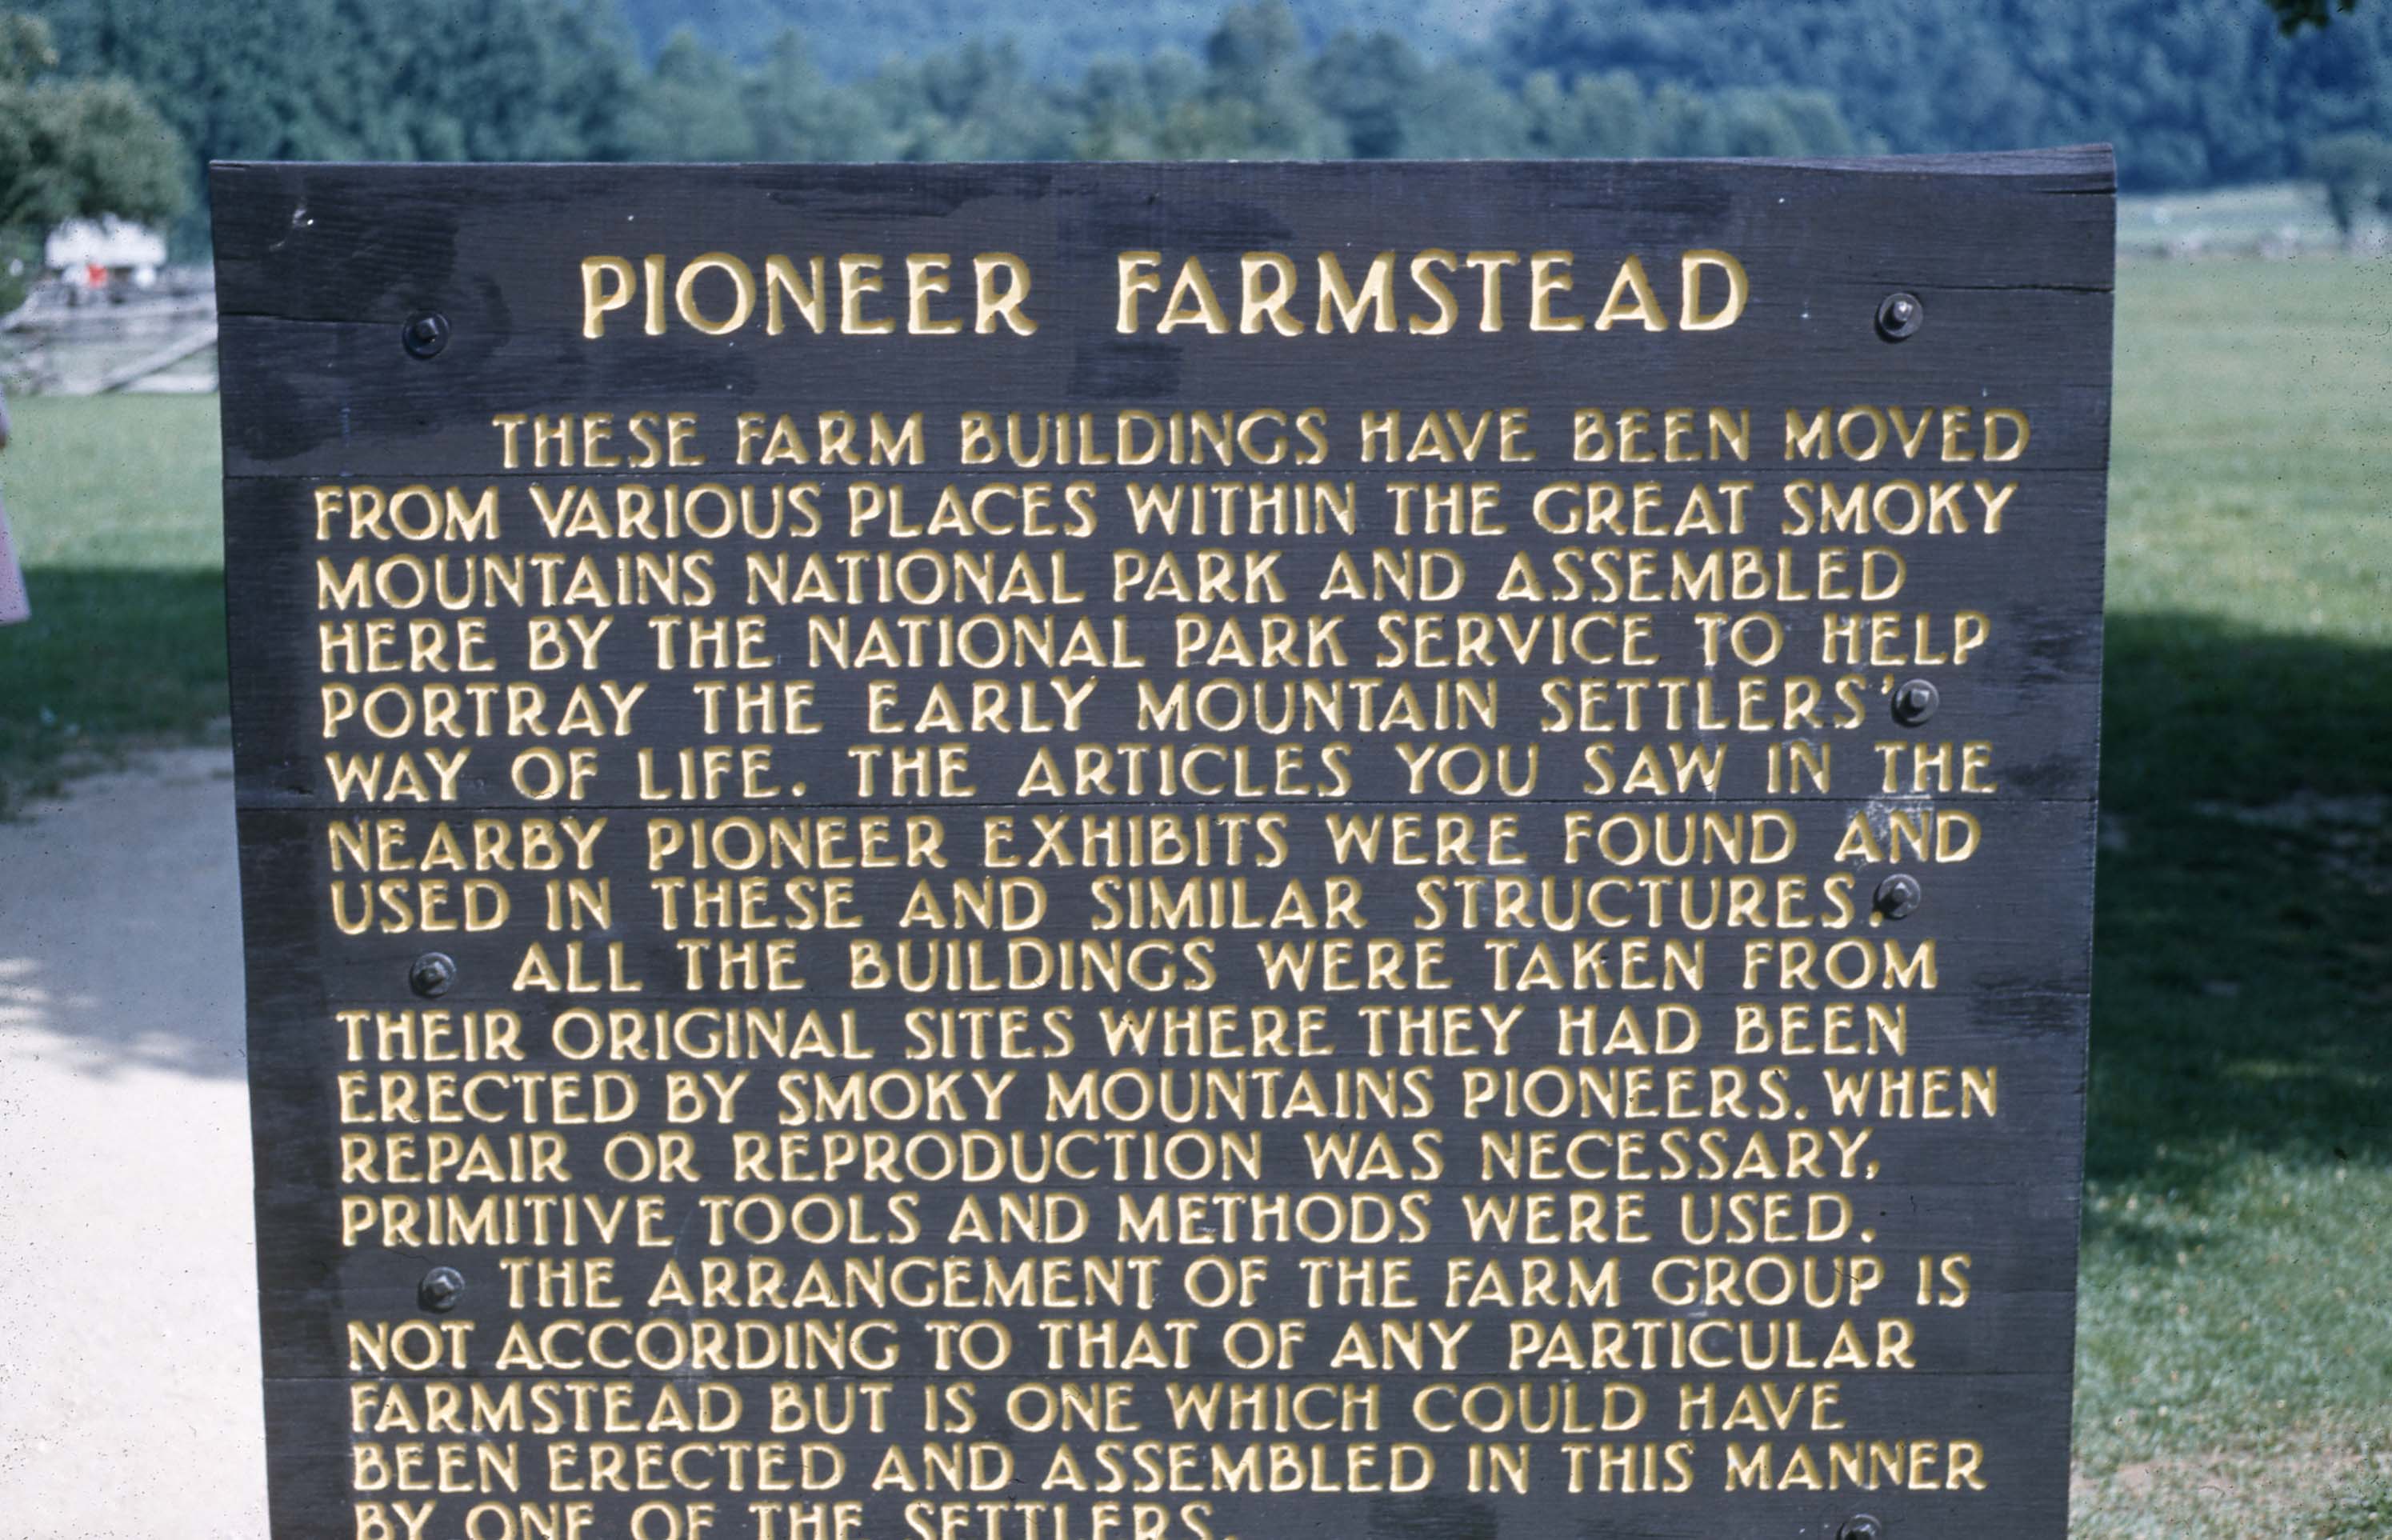 PIONEER FARMSTEAD
THESE FARM BUILDINGS HAVE BEEN MOVED
FROM VARIOUS PLACES WITHIN THE GREAT SMOKY
MOUNTAINS NATIONAL PARK AND ASSEMBLED
HERE BY THE NATIONAL PARK SERVICE TO HELP
PORTRAY THE EARLY MOUNTAIN SETTLERS'
WAY OF LIFE. THE ARTICLES YOU SAW IN THE
NEARBY PIONEER EXHIBITS WERE FOUND AND
USED IN THESE AND SIMILAR STRUCTURES.
ALL THE BUILDINGS WERE TAKEN FROM
THEIR ORIGINAL SITES WHERE THEY HAD BEEN
ERECTED BY SMOKY MOUNTAINS PIONEERS. WHEN
REPAIR OR REPRODUCTION WAS NECESSARY,
PRIMITIVE TOOLS AND METHODS WERE USED.
THE ARRANGEMENT OF THE FARM GROUP IS
NOT ACCORDING TO THAT OF ANY PARTICULAR
FARMSTEAD BUT IS ONE WHICH COULD HAVE
BEEN ERECTED AND ASSEMBLED IN THIS MANNER
BY ONE OF THE SETTLERS.